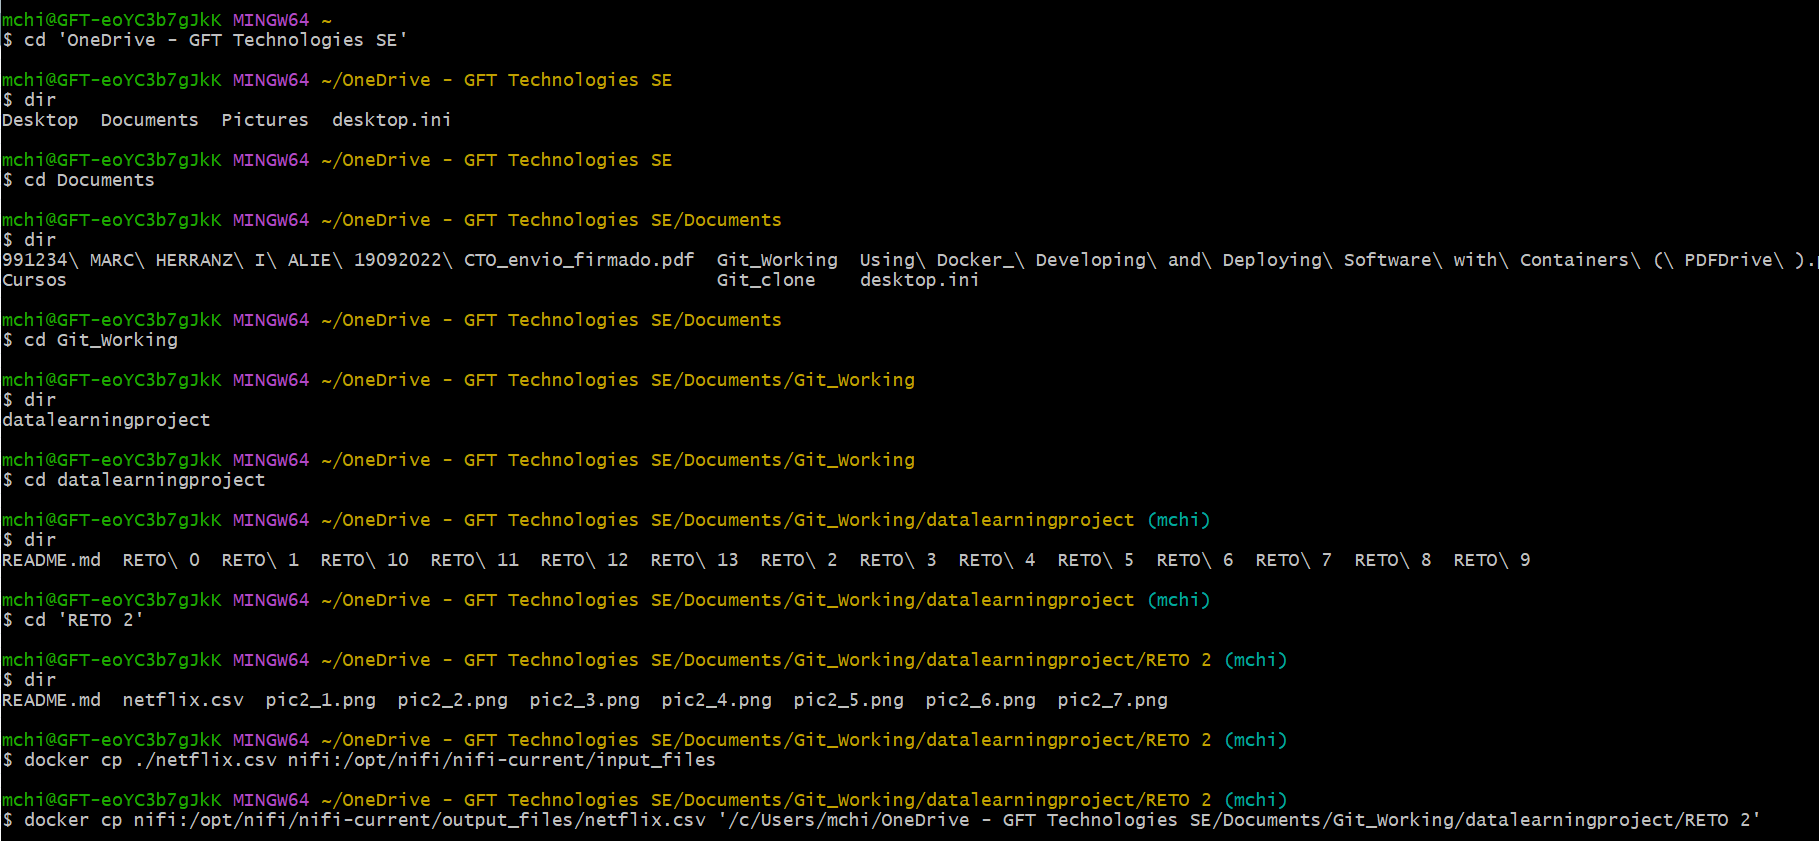 mchi@GFT-eoYC3b7gJkK MINGW64 ~
$ cd 'OneDrive - GFT Technologies SE'
mchi@GFT-eoYC3b7gJkK MINGW64 ~/OneDrive - GFT Technologies SE
$ dir
Desktop  Documents  Pictures  desktop.ini
mchi@GFT-eoYC3b7gJkK MINGW64 ~/OneDrive - GFT Technologies SE
$ cd Documents
mchi@GFT-eoYC3b7gJkK MINGW64 ~/OneDrive - GFT Technologies SE/Documents
$ dir
991234\ MARC\ HERRANZ\ I\ ALIE\ 19092022\ CTO_envio_firmado.pdf  Git_Working  Using\ Docker_\ Developing\ and\ Deploying\ Software\ with\ Containers\ (\ PDFDrive\ ).
Cursos  Git_clone  desktop.ini
mchi@GFT-eoYC3b7gJkK MINGW64 ~/OneDrive - GFT Technologies SE/Documents
$ cd Git_Working
mchi@GFT-eoYC3b7gJkK MINGW64 ~/OneDrive - GFT Technologies SE/Documents/Git_Working
$ dir
datalearningproject
mchi@GFT-eoYC3b7gJkK MINGW64 ~/OneDrive - GFT Technologies SE/Documents/Git_Working
$ cd datalearningproject
mchi@GFT-eoYC3b7gJkK MINGW64 ~/OneDrive - GFT Technologies SE/Documents/Git_Working/datalearningproject (mchi)
$ dir
README.md  RETO\ 0  RETO\ 1  RETO\ 10  RETO\ 11  RETO\ 12  RETO\ 13  RETO\ 2  RETO\ 3  RETO\ 4  RETO\ 5  RETO\ 6  RETO\ 7  RETO\ 8  RETO\ 9
mchi@GFT-eoYC3b7gJkK MINGW64 ~/OneDrive - GFT Technologies SE/Documents/Git_Working/datalearningproject (mchi)
$ cd 'RETO 2'
mchi@GFT-eoYC3b7gJkK MINGW64 ~/OneDrive - GFT Technologies SE/Documents/Git_Working/datalearningproject/RETO 2 (mchi)
$ dir
README.md  netflix.csv  pic2_1.png  pic2_2.png  pic2_3.png  pic2_4.png  pic2_5.png  pic2_6.png  pic2_7.png
mchi@GFT-eoYC3b7gJkK MINGW64 ~/OneDrive - GFT Technologies SE/Documents/Git_Working/datalearningproject/RETO 2 (mchi)
$ docker cp ./netflix.csv nifi:/opt/nifi/nifi-current/input_files
mchi@GFT-eoYC3b7gJkK MINGW64 ~/OneDrive - GFT Technologies SE/Documents/Git_Working/datalearningproject/RETO 2 (mchi)
$ docker cp nifi:/opt/nifi/nifi-current/output_files/netflix.csv '/c/Users/mchi/OneDrive - GFT Technologies SE/Documents/Git_Working/datalearningproject/RETO 2'